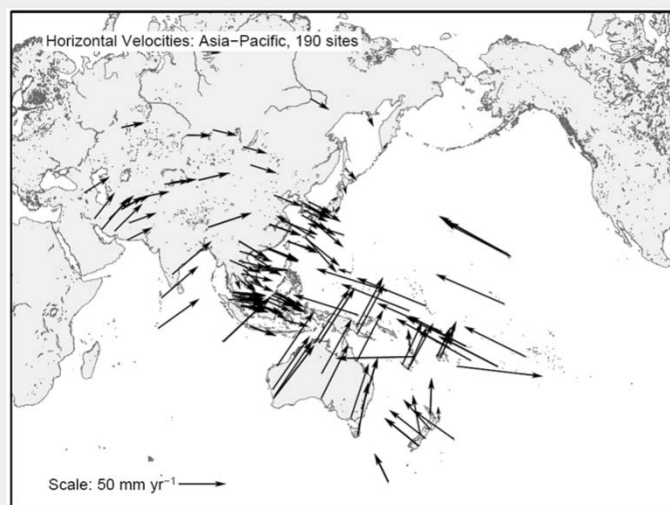 Horizontal Velocities: Asia−Pacific, 190 sites
Scale: 50 mm yr⁻¹